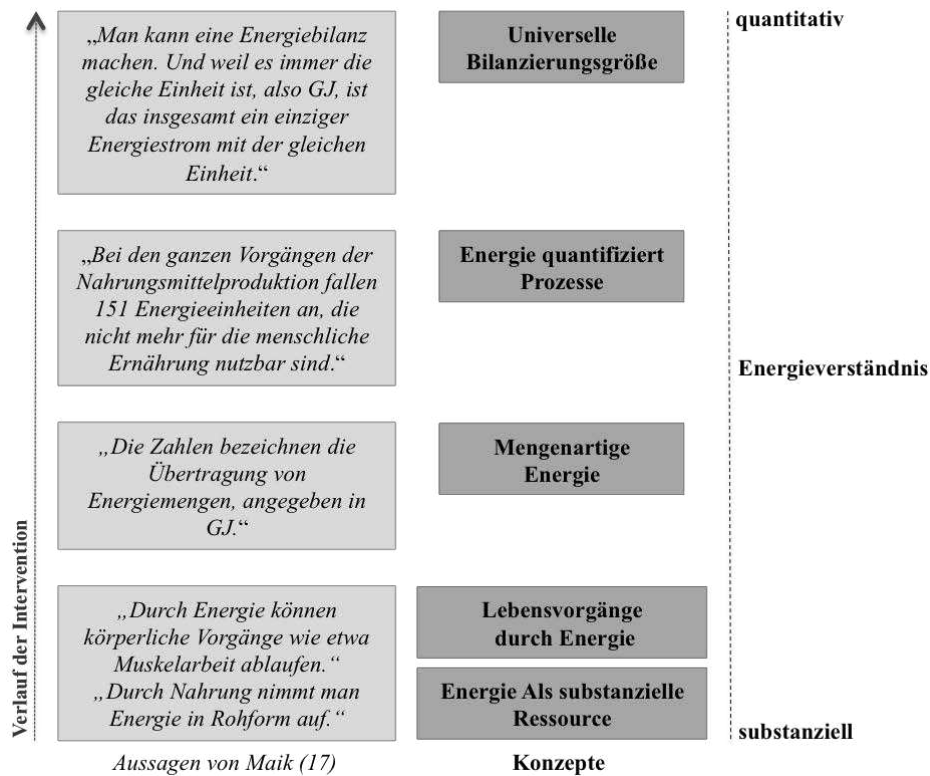 „Man kann eine Energiebilanz
machen. Und weil es immer die
gleiche Einheit ist, also GJ, ist
das insgesamt ein einziger
Energiestrom mit der gleichen
Einheit.“
Universelle
Bilanzierungsgröße
quantitativ
„Bei den ganzen Vorgängen der
Nahrungsmittelproduktion fallen
151 Energieeinheiten an, die
nicht mehr für die menschliche
Ernährung nutzbar sind.“
Energie quantifiziert
Prozesse
Energieverständnis
„Die Zahlen bezeichnen die
Übertragung von
Energiemengen, angegeben in
GJ.“
Mengenartige
Energie
Verlauf der Intervention
„Durch Energie können
körperliche Vorgänge wie etwa
Muskelarbeit ablaufen.“
„Durch Nahrung nimmt man
Energie in Rohform auf.“
Lebensvorgänge
durch Energie
Energie Als substanzielle
Ressource
substanziell
Aussagen von Maik (17)
Konzepte